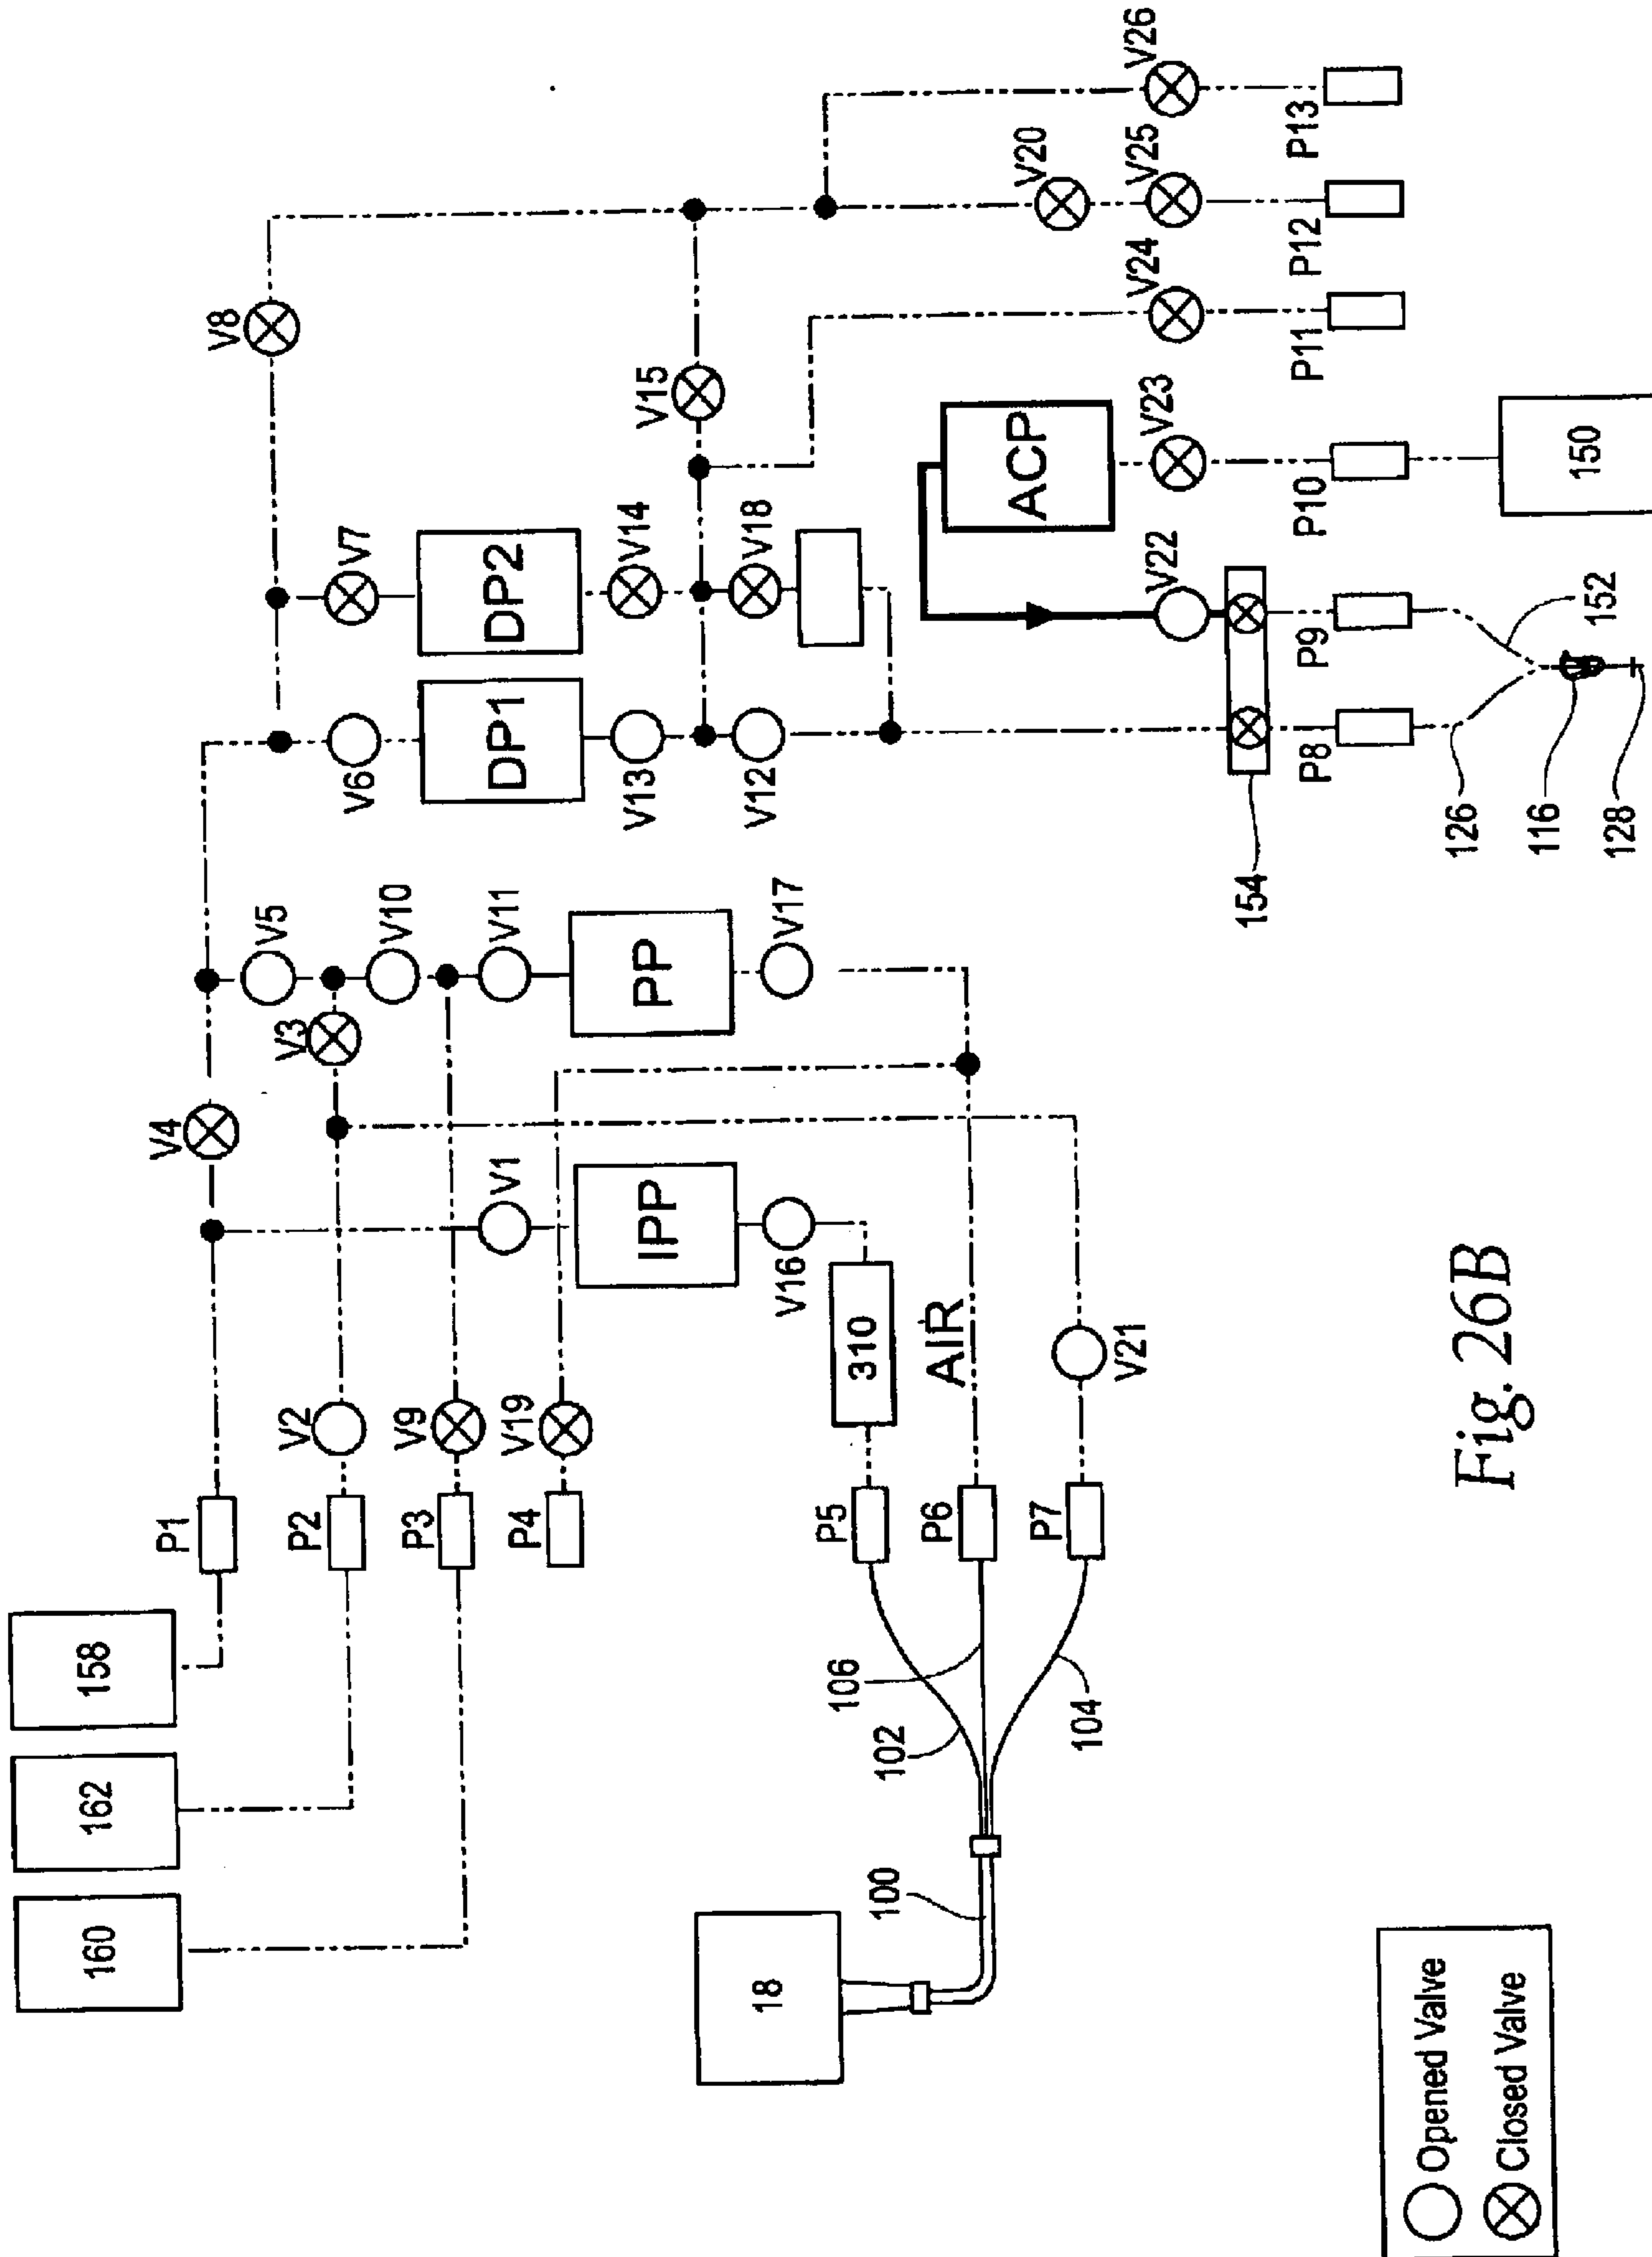 160
162
158
P1
P2
P3
P4
V2
V9
V19
V4
V3
V5
V10
V11
V1
IPP
PP
V16
V17
310
AIR
P5
P6
P7
V21
18
100
102
106
104
V6
V7
V8
DP1
DP2
V13
V14
V12
V18
V15
ACP
V22
V23
V24
V20
V25
V26
154
P8
P9
P10
P11
P12
P13
126
116
128
152
150
Opened Valve
Closed Valve
Fig. 26B